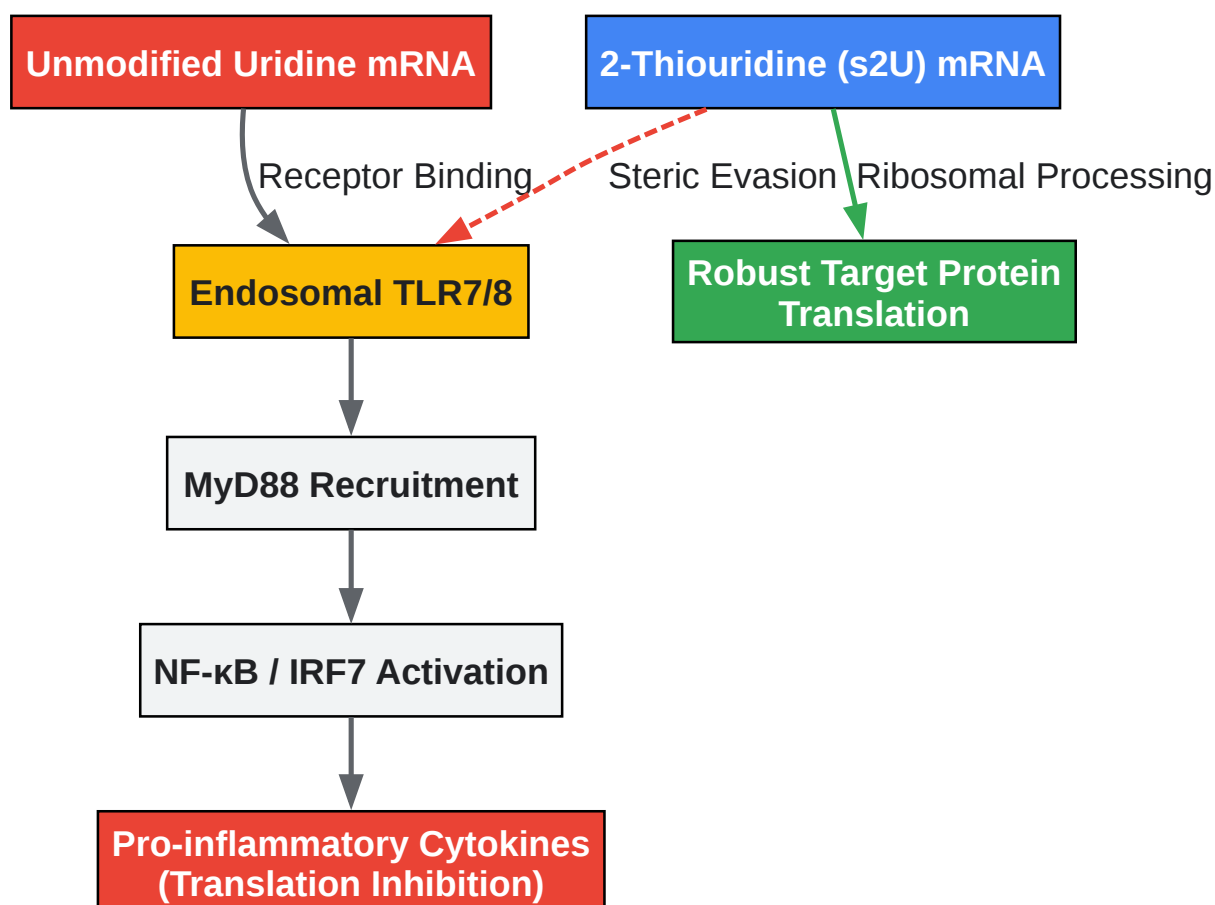 Unmodified Uridine mRNA
2-Thiouridine (s2U) mRNA
Receptor Binding
Steric Evasion
Ribosomal Processing
Endosomal TLR7/8
Robust Target Protein
Translation
MyD88 Recruitment
NF-κB / IRF7 Activation
Pro-inflammatory Cytokines
(Translation Inhibition)